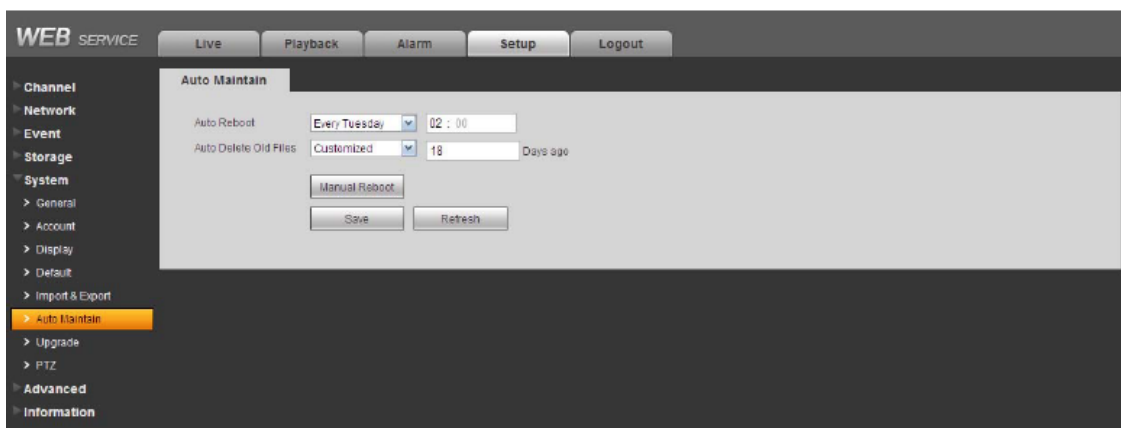 WEB SERVICE
Live
Playback
Alarm
Setup
Logout
Channel
Network
Event
Storage
System
> General
> Account
> Display
> Default
> Import & Export
> Auto Maintain
> Upgrade
> PTZ
Advanced
Information
Auto Maintain
Auto Reboot Every Tuesday 02 : 00
Auto Delete Old Files Customized 18 Days ago
Manual Reboot
Save Refresh